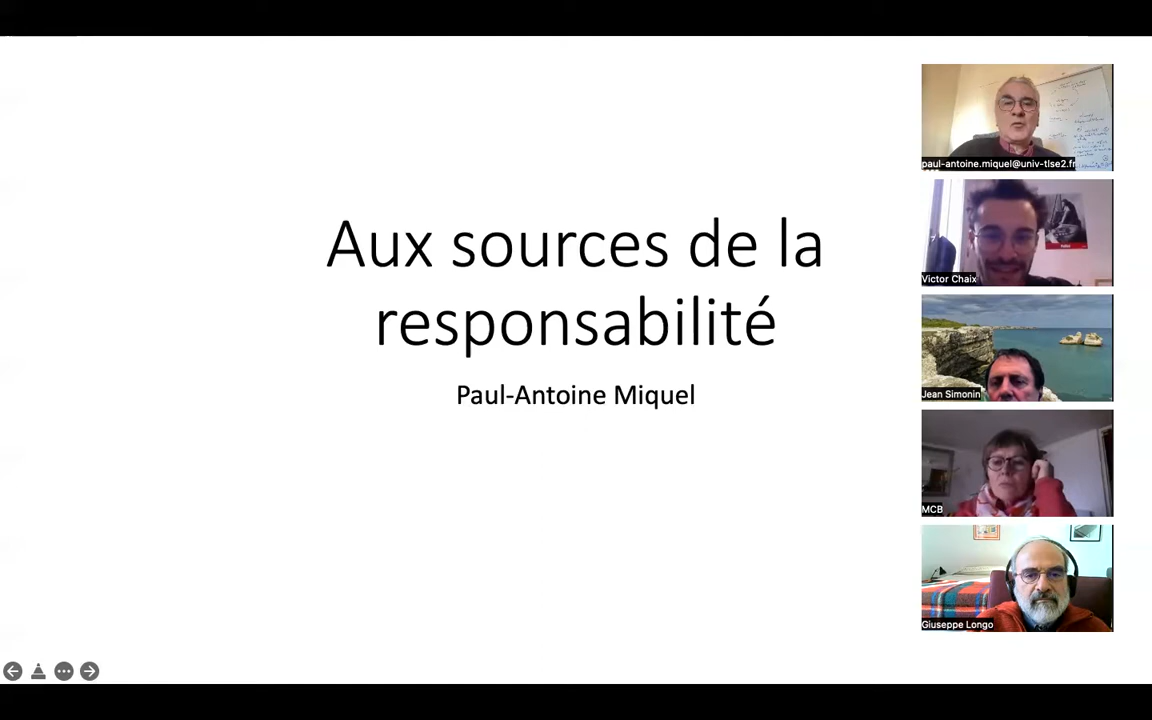 Aux sources de la
responsabilité
Paul-Antoine Miquel
paul-antoine.miquel@univ-tlse2.fr
Victor Chaix
Jean Simonin
MCB
Giuseppe Longo